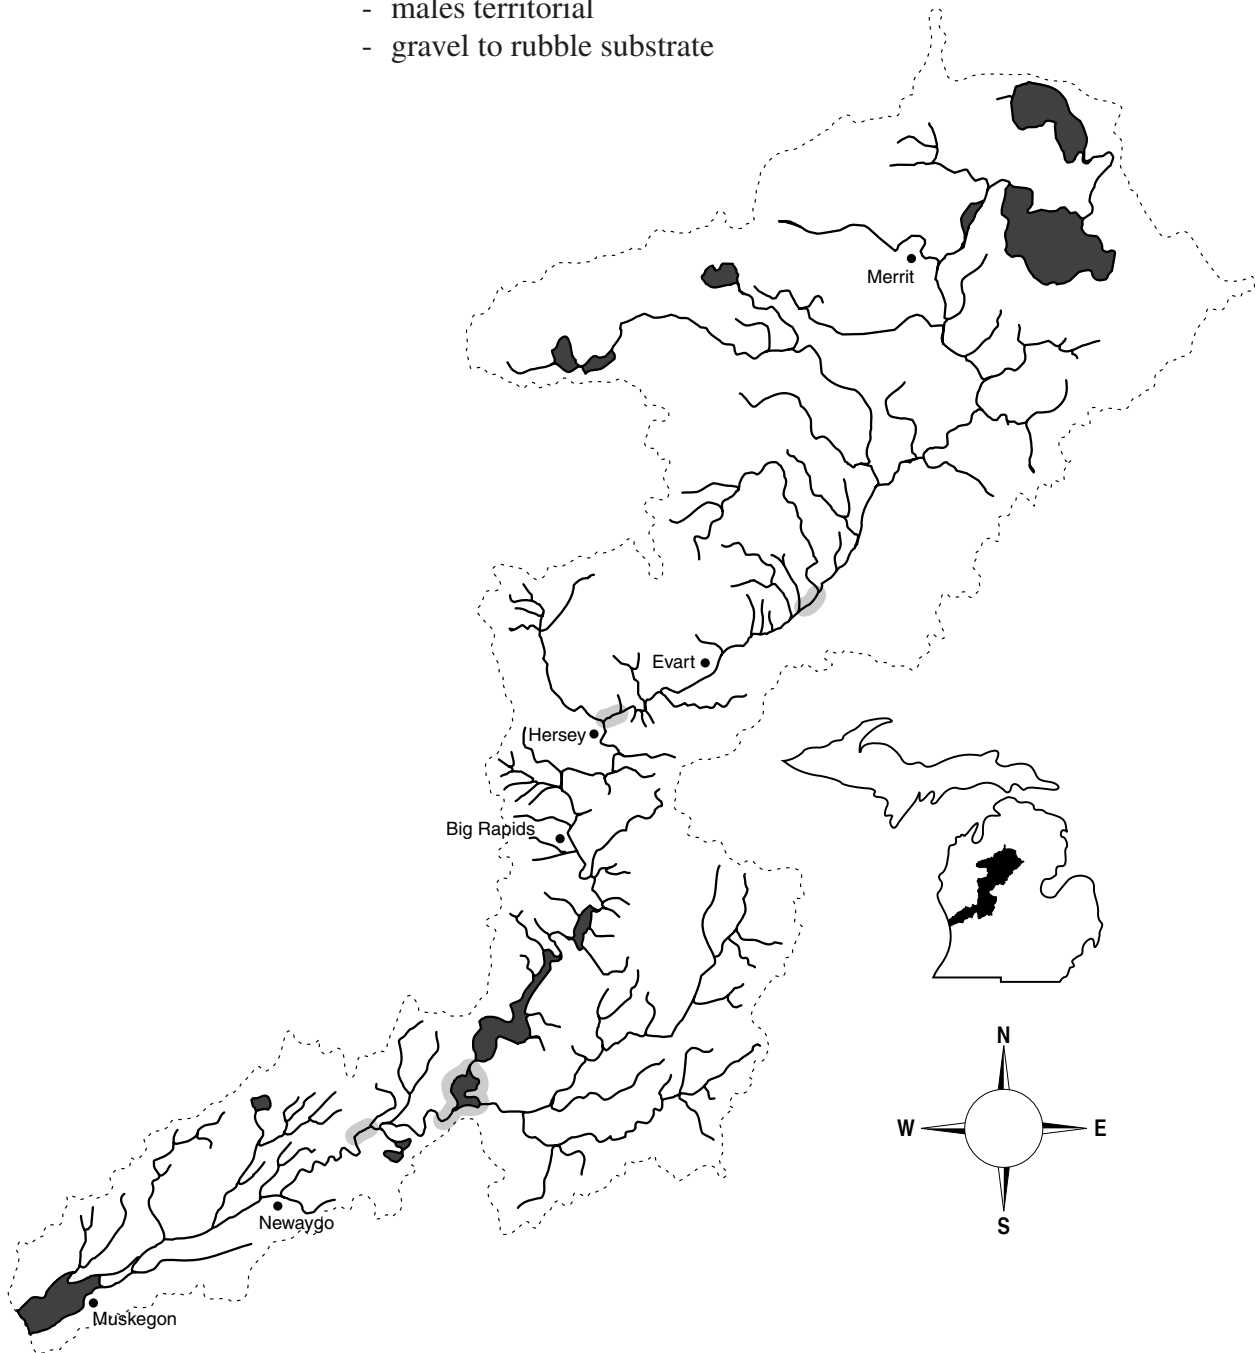 - males territorial
- gravel to rubble substrate
Merrit
Evart
Hersey
Big Rapids
N
W E
S
Newaygo
Muskegon